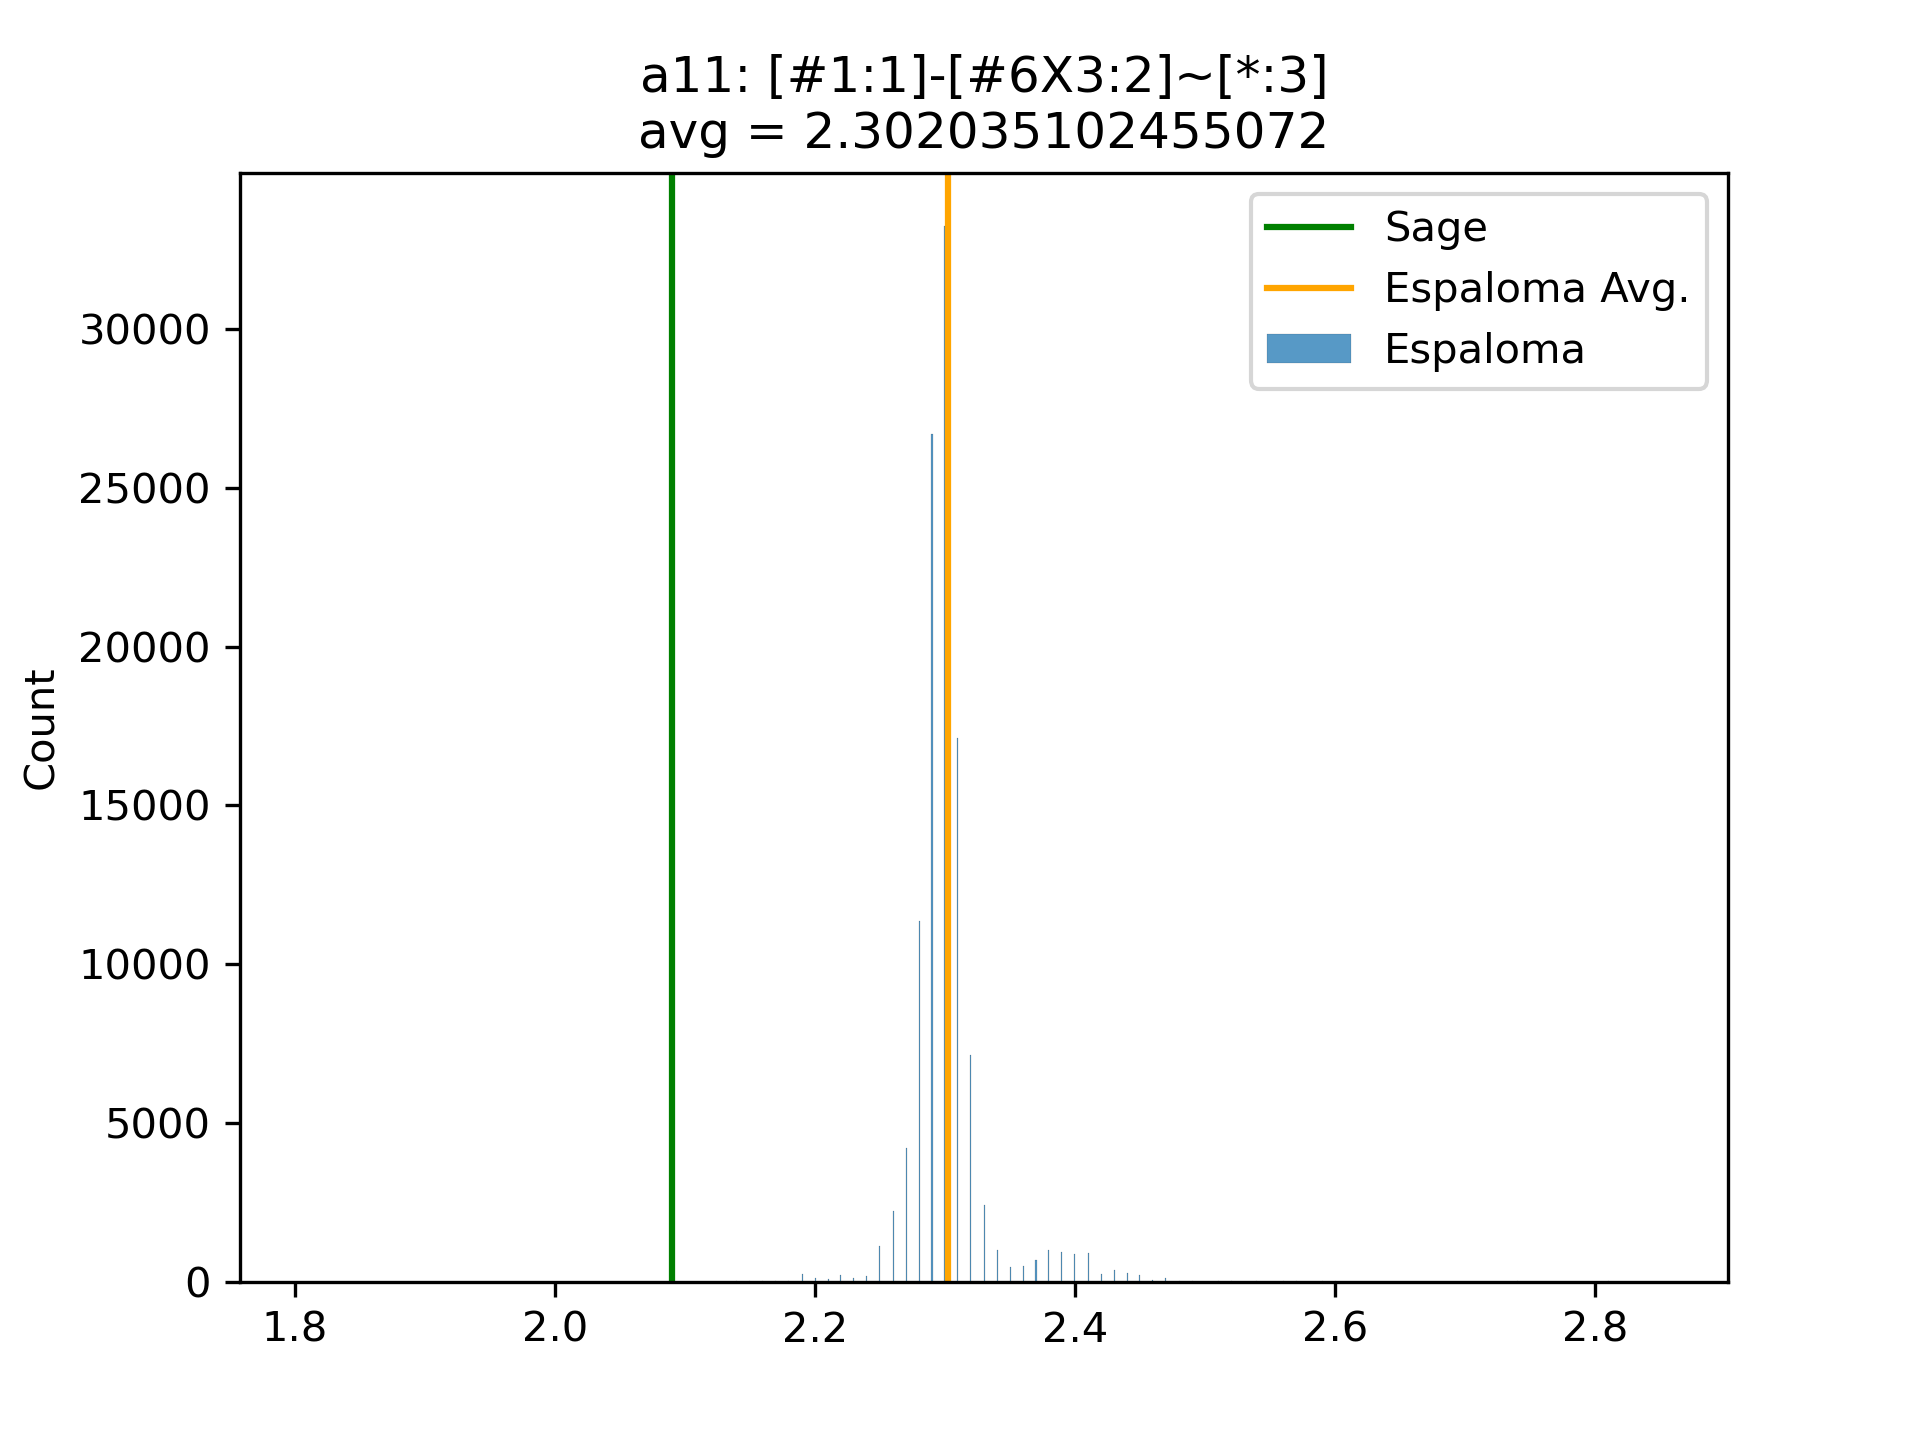 a11: [#1:1]-[#6X3:2]~[*:3]
avg = 2.302035102455072
Sage
Espaloma Avg.
Espaloma
Count
30000
25000
20000
15000
10000
5000
0
1.8 2.0 2.2 2.4 2.6 2.8